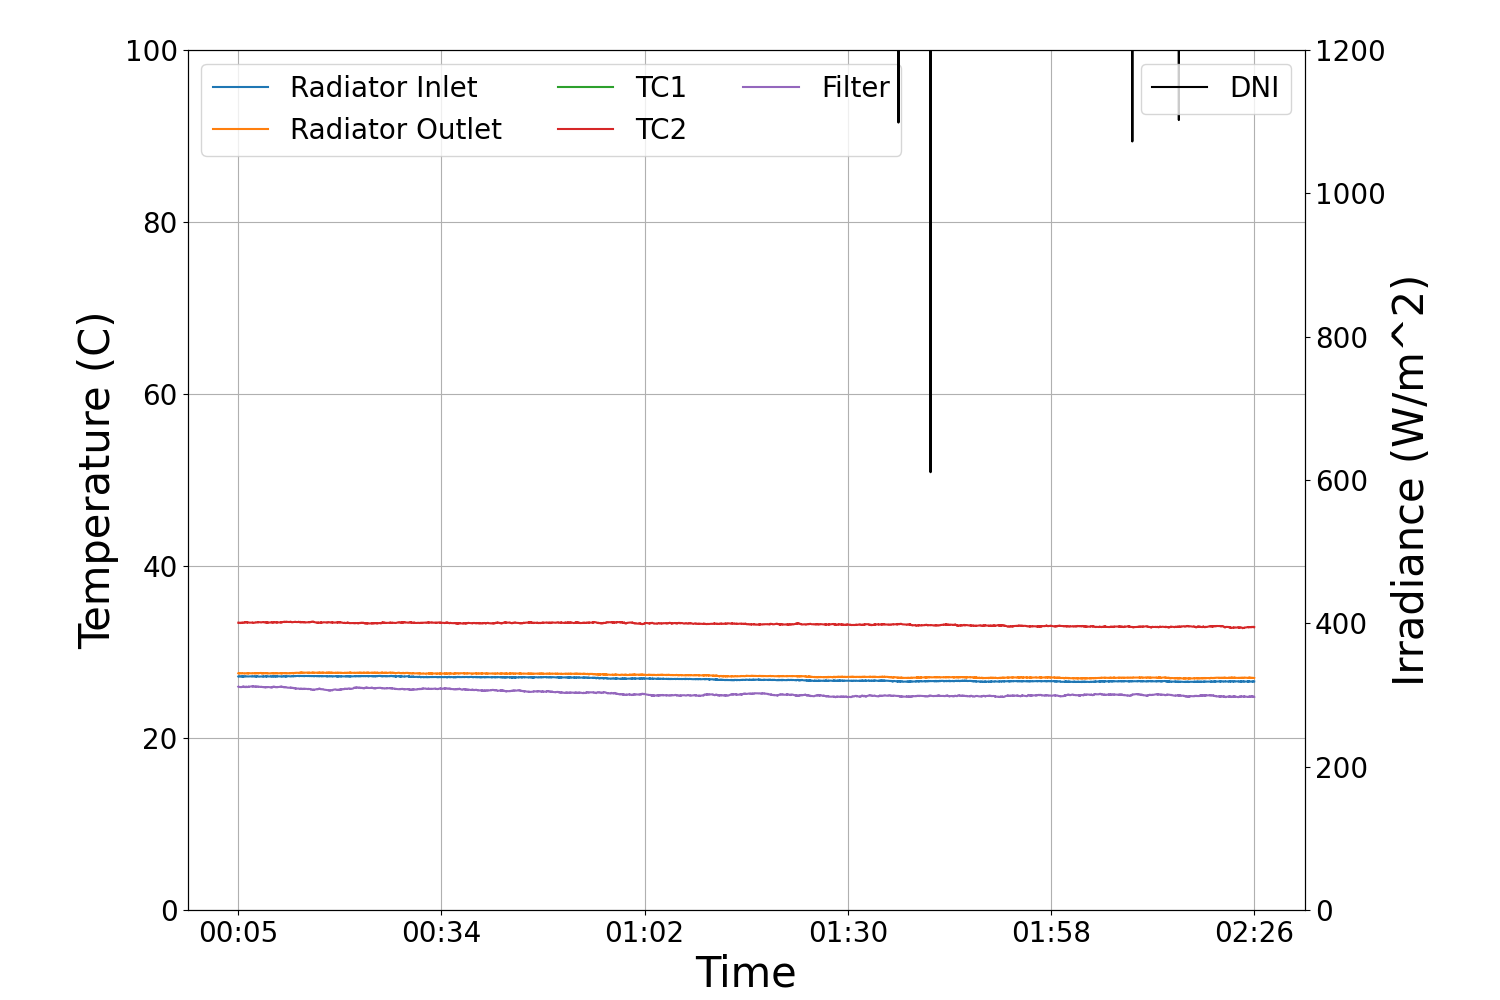 100
80
60
40
20
0
Temperature (C)
Radiator Inlet
Radiator Outlet
TC1
TC2
Filter
DNI
1200
1000
800
600
400
200
0
Irradiance (W/m^2)
00:05
00:34
01:02
01:30
01:58
02:26
Time